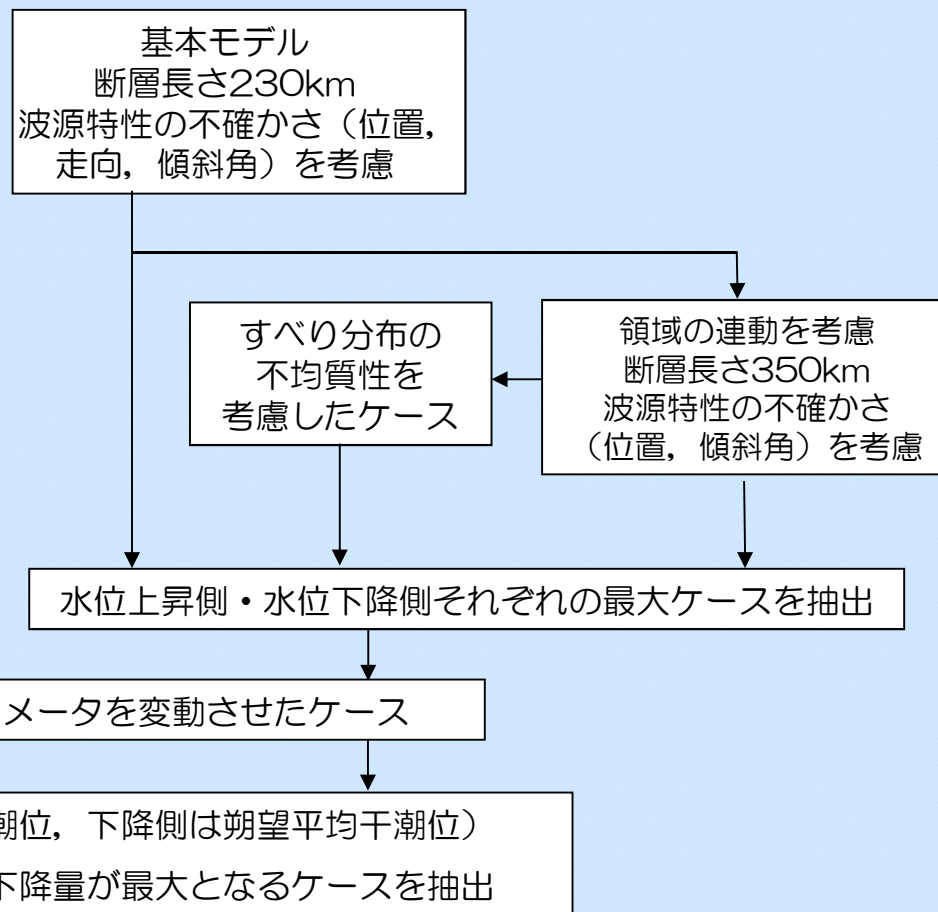 基本モデル
断層長さ230km
波源特性の不確かさ（位置，
走向，傾斜角）を考慮
すべり分布の
不均質性を
考慮したケース
領域の連動を考慮
断層長さ350km
波源特性の不確かさ
（位置，傾斜角）を考慮
水位上昇側・水位下降側それぞれの最大ケースを抽出
メータを変動させたケース
潮位，下降側は朔望平均干潮位）
下降量が最大となるケースを抽出